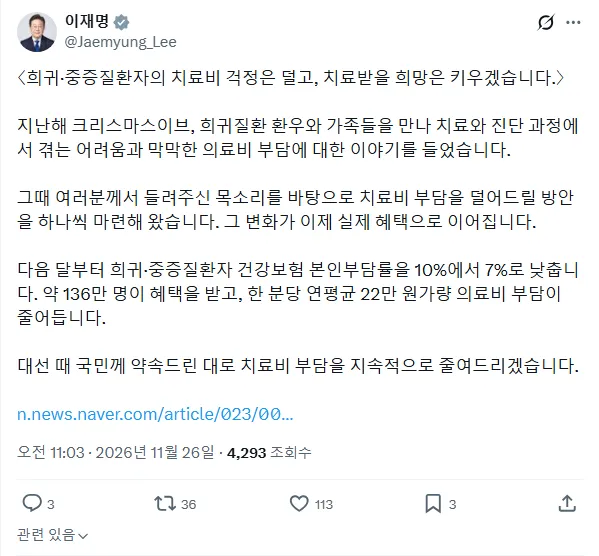 이재명
@Jaemyung_Lee
〈희귀·중증질환자의 치료비 걱정은 덜고, 치료받을 희망은 키우겠습니다.〉
지난해 크리스마스이브, 희귀질환 환우와 가족들을 만나 치료와 진단 과정에
서 겪는 어려움과 막막한 의료비 부담에 대한 이야기를 들었습니다.
그때 여러분께서 들려주신 목소리를 바탕으로 치료비 부담을 덜어드릴 방안
을 하나씩 마련해 왔습니다. 그 변화가 이제 실제 혜택으로 이어집니다.
다음 달부터 희귀·중증질환자 건강보험 본인부담률을 10%에서 7%로 낮춥니
다. 약 136만 명이 혜택을 받고, 한 분당 연평균 22만 원가량 의료비 부담이
줄어듭니다.
대선 때 국민께 약속드린 대로 치료비 부담을 지속적으로 줄여드리겠습니다.
n.news.naver.com/article/023/00...
오전 11:03 · 2026년 11월 26일 · 4,293 조회수
3 36 113 3
관련 있음